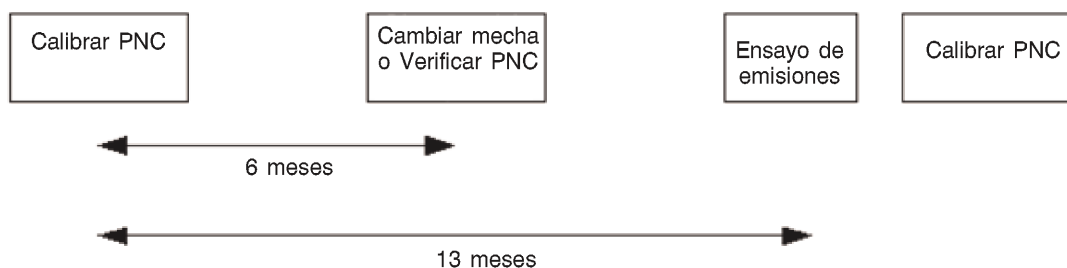 Calibrar PNC
Cambiar mecha
o Verificar PNC
Ensayo de
emisiones
Calibrar PNC
6 meses
13 meses